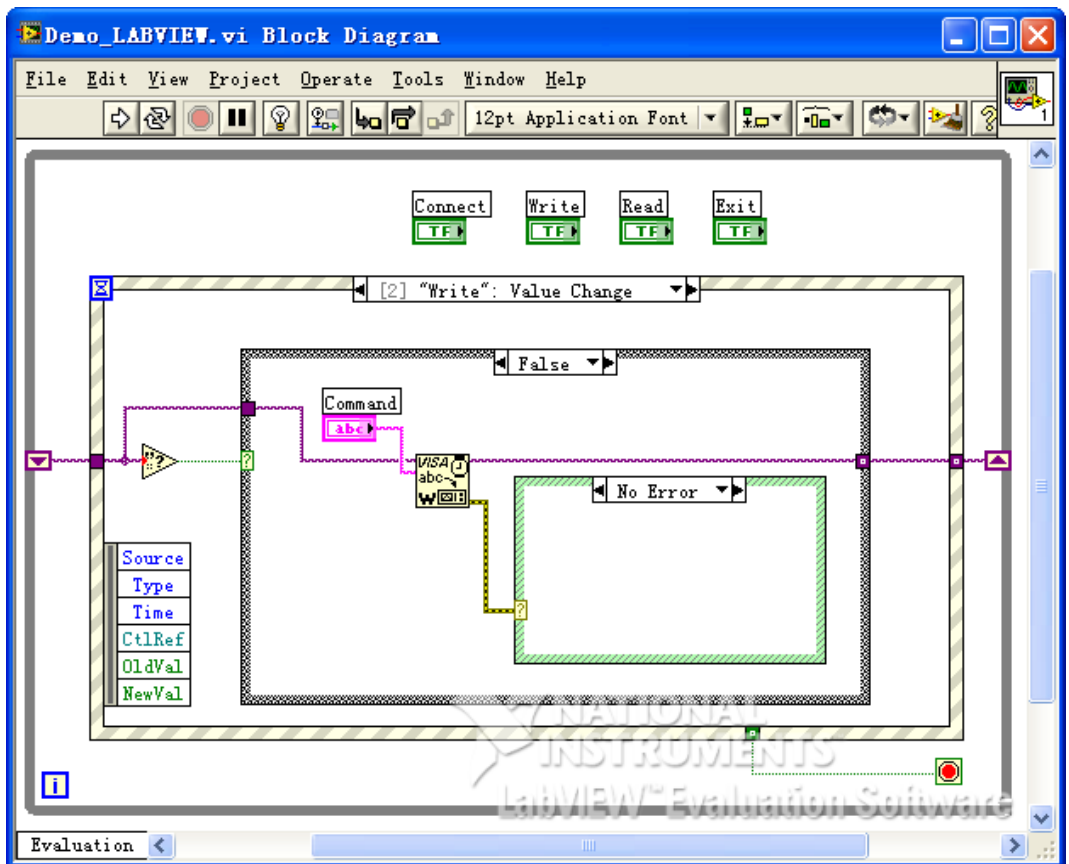 Demo_LABVIEW.vi Block Diagram
File Edit View Project Operate Tools Window Help
12pt Application Font
?
1
Connect Write Read Exit
TF TF TF TF
[2] "Write": Value Change
False
Command
abc
"? ?
VISA
abc
W
No Error
?
Source
Type
Time
CtlRef
OldVal
NewVal
NATIONAL
INSTRUMENTS
i
LabVIEW™ Evaluation Software
Evaluation